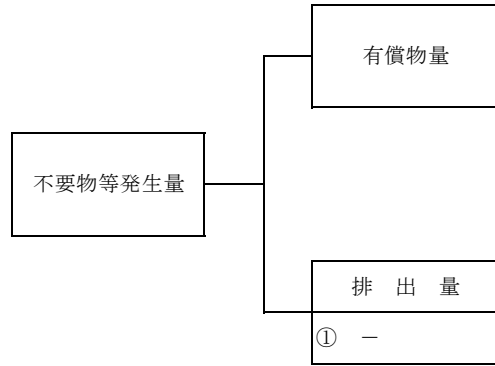 有償物量
不要物等発生量
排　出　量
①　－